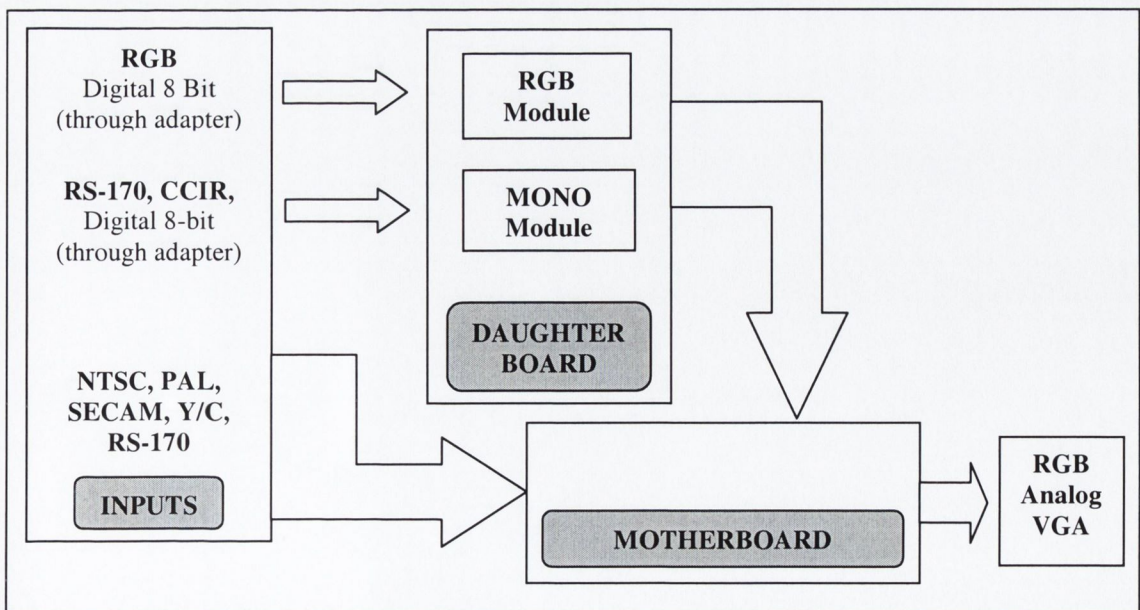 RGB
Digital 8 Bit
(through adapter)
RS-170, CCIR,
Digital 8-bit
(through adapter)
NTSC, PAL,
SECAM, Y/C,
RS-170
INPUTS
RGB
Module
MONO
Module
DAUGHTER
BOARD
MOTHERBOARD
RGB
Analog
VGA